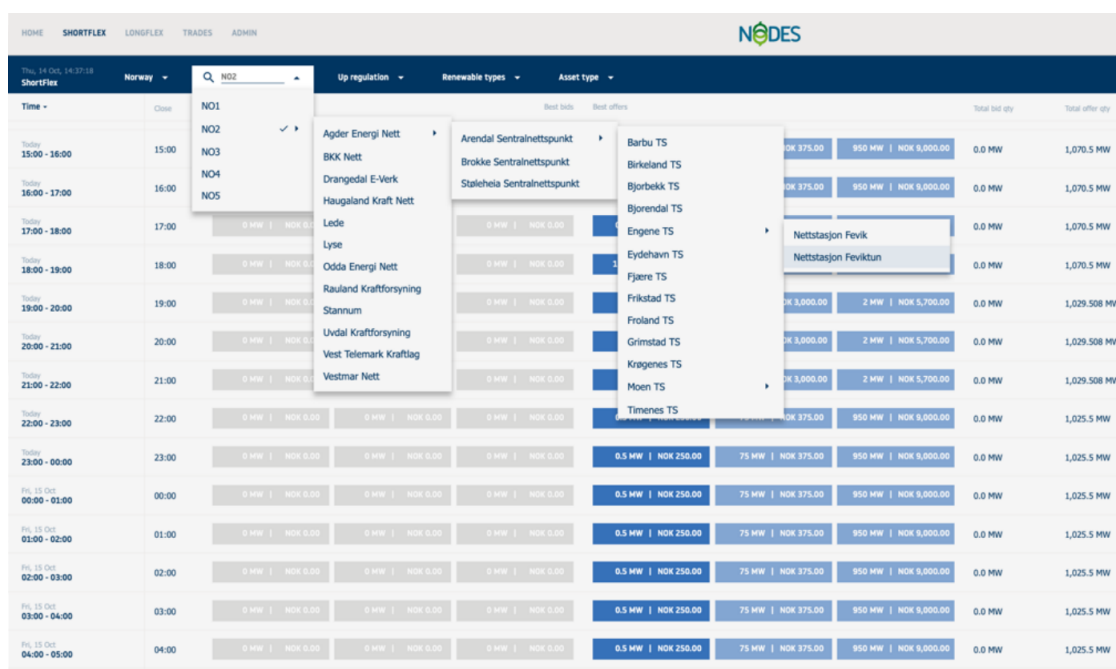 HOME SHORTFLEX LONGFLEX TRADES ADMIN NODES
Thu, 14 Oct, 14:37:18
ShortFlex Norway NO2 Up regulation Renewable types Asset type
Time Close Best bids Best offers Total bid qty Total offer qty
NO1
NO2
NO3
NO4
NO5
Agder Energi Nett
BKK Nett
Drangedal E-Verk
Haugaland Kraft Nett
Lede
Lyse
Odda Energi Nett
Rauland Kraftforsyning
Stannum
Uvdal Kraftforsyning
Vest Telemark Kraftlag
Vestmar Nett
Arendal Sentralnettspunkt
Brokke Sentralnettspunkt
Støleheia Sentralnettspunkt
Barbu TS
Birkeland TS
Bjorbekk TS
Bjorendal TS
Engene TS
Eydehavn TS
Fjære TS
Frikstad TS
Froland TS
Grimstad TS
Krøgenes TS
Moen TS
Timenes TS
Nettstasjon Fevik
Nettstasjon Feviktun
Today
15:00 - 16:00 15:00 NOK 375.00 950 MW | NOK 9,000.00 0.0 MW 1,070.5 MW
Today
16:00 - 17:00 16:00 NOK 375.00 950 MW | NOK 9,000.00 0.0 MW 1,070.5 MW
Today
17:00 - 18:00 17:00 0 MW | 0 MW | NOK 0.00 0.0 MW 1,070.5 MW
Today
18:00 - 19:00 18:00 0 MW | 0 MW | NOK 0.00 0.0 MW 1,070.5 MW
Today
19:00 - 20:00 19:00 0 MW | 0 MW | NOK 0.00 3,000.00 2 MW | NOK 5,700.00 0.0 MW 1,029.508 MW
Today
20:00 - 21:00 20:00 0 MW | 0 MW | NOK 0.00 3,000.00 2 MW | NOK 5,700.00 0.0 MW 1,029.508 MW
Today
21:00 - 22:00 21:00 0 MW | 0 MW | NOK 0.00 3,000.00 2 MW | NOK 5,700.00 0.0 MW 1,029.508 MW
Today
22:00 - 23:00 22:00 0 MW | NOK 0.00 0 MW | NOK 0.00 0 MW | NOK 0.00 NOK 375.00 950 MW | NOK 9,000.00 0.0 MW 1,025.5 MW
Today
23:00 - 00:00 23:00 0 MW | NOK 0.00 0 MW | NOK 0.00 0 MW | NOK 0.00 0.5 MW | NOK 250.00 75 MW | NOK 375.00 950 MW | NOK 9,000.00 0.0 MW 1,025.5 MW
Fri, 15 Oct
00:00 - 01:00 00:00 0 MW | NOK 0.00 0 MW | NOK 0.00 0 MW | NOK 0.00 0.5 MW | NOK 250.00 75 MW | NOK 375.00 950 MW | NOK 9,000.00 0.0 MW 1,025.5 MW
Fri, 15 Oct
01:00 - 02:00 01:00 0 MW | NOK 0.00 0 MW | NOK 0.00 0 MW | NOK 0.00 0.5 MW | NOK 250.00 75 MW | NOK 375.00 950 MW | NOK 9,000.00 0.0 MW 1,025.5 MW
Fri, 15 Oct
02:00 - 03:00 02:00 0 MW | NOK 0.00 0 MW | NOK 0.00 0 MW | NOK 0.00 0.5 MW | NOK 250.00 75 MW | NOK 375.00 950 MW | NOK 9,000.00 0.0 MW 1,025.5 MW
Fri, 15 Oct
03:00 - 04:00 03:00 0 MW | NOK 0.00 0 MW | NOK 0.00 0 MW | NOK 0.00 0.5 MW | NOK 250.00 75 MW | NOK 375.00 950 MW | NOK 9,000.00 0.0 MW 1,025.5 MW
Fri, 15 Oct
04:00 - 05:00 04:00 0 MW | NOK 0.00 0 MW | NOK 0.00 0 MW | NOK 0.00 0.5 MW | NOK 250.00 75 MW | NOK 375.00 950 MW | NOK 9,000.00 0.0 MW 1,025.5 MW